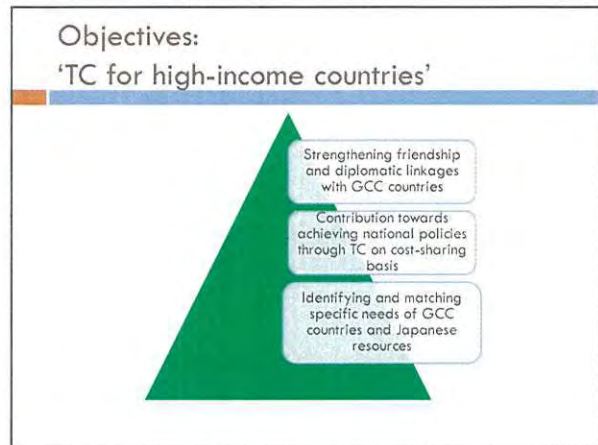 Objectives:
'TC for high-income countries'
Strengthening friendship
and diplomatic linkages
with GCC countries
Contribution towards
achieving national policies
through TC on cost-sharing
basis
Identifying and matching
specific needs of GCC
countries and Japanese
resources